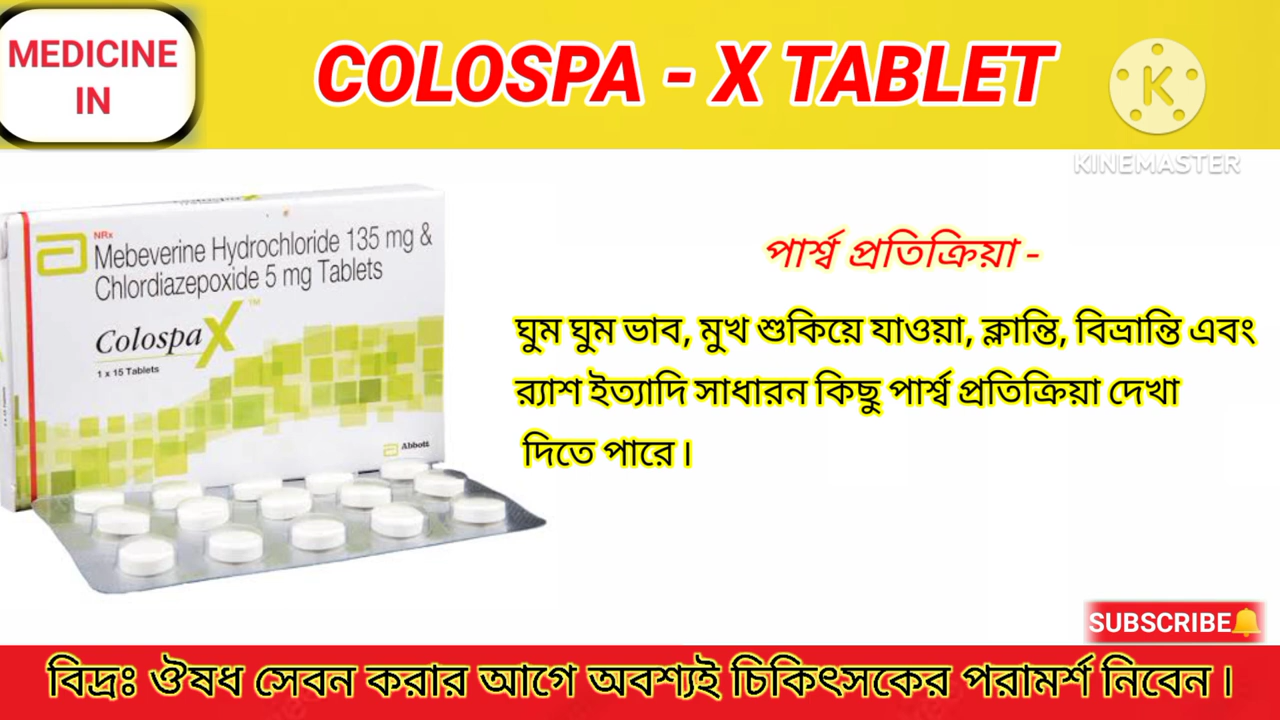 MEDICINE
IN
COLOSPA - X TABLET
K
KINEMASTER
NRx
Mebeverine Hydrochloride 135 mg &
Chlordiazepoxide 5 mg Tablets
Colospa X™
1 x 15 Tablets
Abbott
পার্শ্ব প্রতিক্রিয়া -
ঘুম ঘুম ভাব, মুখ শুকিয়ে যাওয়া, ক্লান্তি, বিভ্রান্তি এবং
র‍্যাশ ইত্যাদি সাধারন কিছু পার্শ্ব প্রতিক্রিয়া দেখা
দিতে পারে।
SUBSCRIBE
বিদ্রঃ ঔষধ সেবন করার আগে অবশ্যই চিকিৎসকের পরামর্শ নিবেন।